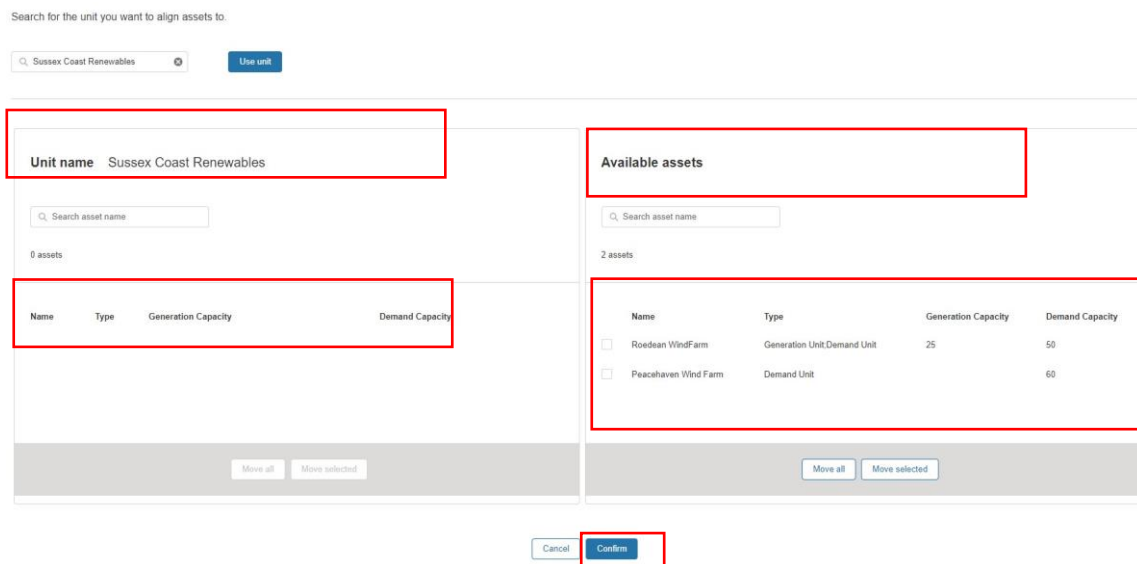 Search for the unit you want to align assets to.
Sussex Coast Renewables
Use unit
Unit name Sussex Coast Renewables
Search asset name
0 assets
Name Type Generation Capacity Demand Capacity
Move all Move selected
Available assets
Search asset name
2 assets
Name Type Generation Capacity Demand Capacity
Roedean WindFarm Generation Unit;Demand Unit 25 50
Peacehaven Wind Farm Demand Unit 60
Move all Move selected
Cancel Confirm